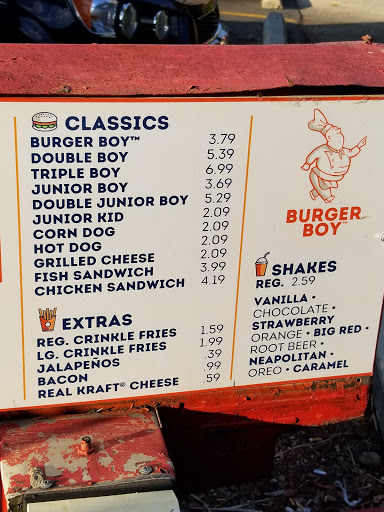 CLASSICS
BURGER BOY™ 3.79
DOUBLE BOY 5.39
TRIPLE BOY 6.99
JUNIOR BOY 3.69
DOUBLE JUNIOR BOY 5.29
JUNIOR KID 2.09
CORN DOG 2.09
HOT DOG 2.09
GRILLED CHEESE 2.09
FISH SANDWICH 3.99
CHICKEN SANDWICH 4.19
EXTRAS
REG. CRINKLE FRIES 1.59
LG. CRINKLE FRIES 1.99
JALAPEÑOS .39
BACON .99
REAL KRAFT® CHEESE .59
BURGER
BOY™
SHAKES
REG. 2.59
VANILLA •
CHOCOLATE •
STRAWBERRY
ORANGE • BIG RED •
ROOT BEER •
NEAPOLITAN •
OREO • CARAMEL